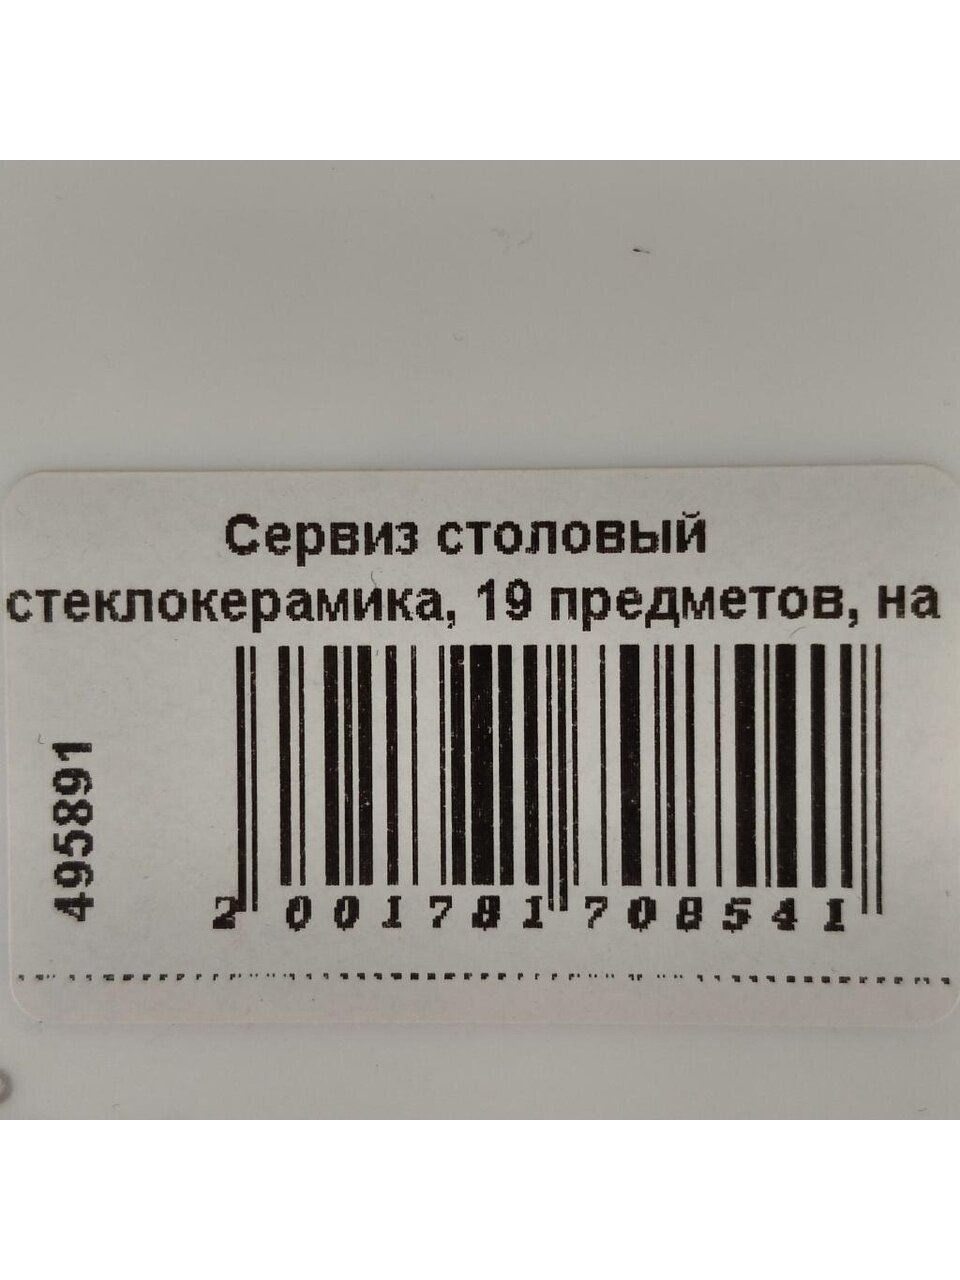 Сервиз столовый
стеклокерамика, 19 предметов, на
495891
2 001781 708541